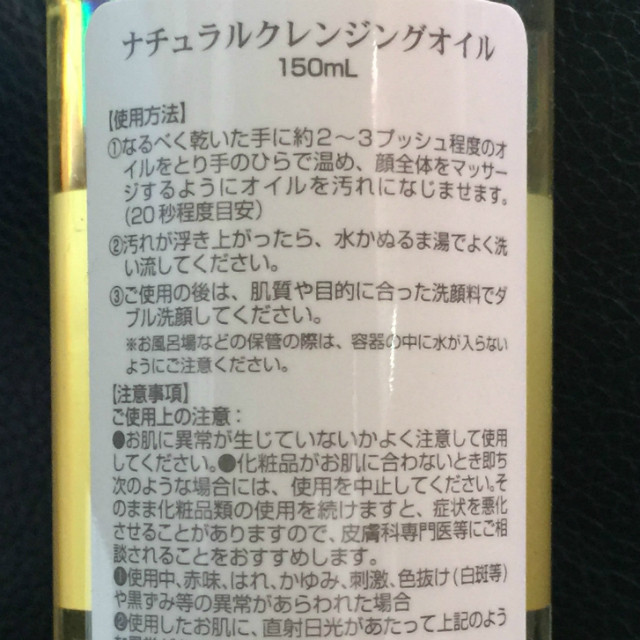 ナチュラルクレンジングオイル
150mL
【使用方法】
①なるべく乾いた手に約2〜3プッシュ程度のオ
イルをとり手のひらで温め、顔全体をマッサー
ジするようにオイルを汚れになじませます。
(20秒程度目安)
②汚れが浮き上がったら、水かぬるま湯でよく洗
い流してください。
③ご使用の後は、肌質や目的に合った洗顔料でダ
ブル洗顔してください。
※お風呂場などの保管の際は、容器の中に水が入らない
ようにご注意ください。
【注意事項】
ご使用上の注意：
●お肌に異常が生じていないかよく注意して使用
してください。●化粧品がお肌に合わないとき即ち
次のような場合には、使用を中止してください。そ
のまま化粧品類の使用を続けますと、症状を悪化
させることがありますので、皮膚科専門医等にご相
談されることをおすすめします。
❶使用中、赤味、はれ、かゆみ、刺激、色抜け(白斑等)
や黒ずみ等の異常があらわれた場合
❷使用したお肌に、直射日光があたって上記のよう